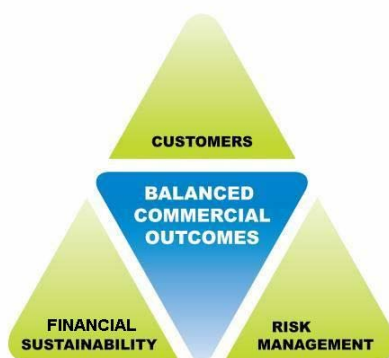 CUSTOMERS
BALANCED
COMMERCIAL
OUTCOMES
FINANCIAL
SUSTAINABILITY
RISK
MANAGEMENT